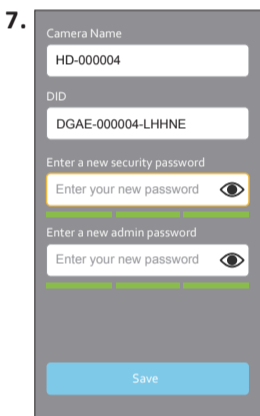 7.
Camera Name
HD-000004
DID
DGAE-000004-LHHNE
Enter a new security password
Enter your new password
Enter a new admin password
Enter your new password
Save